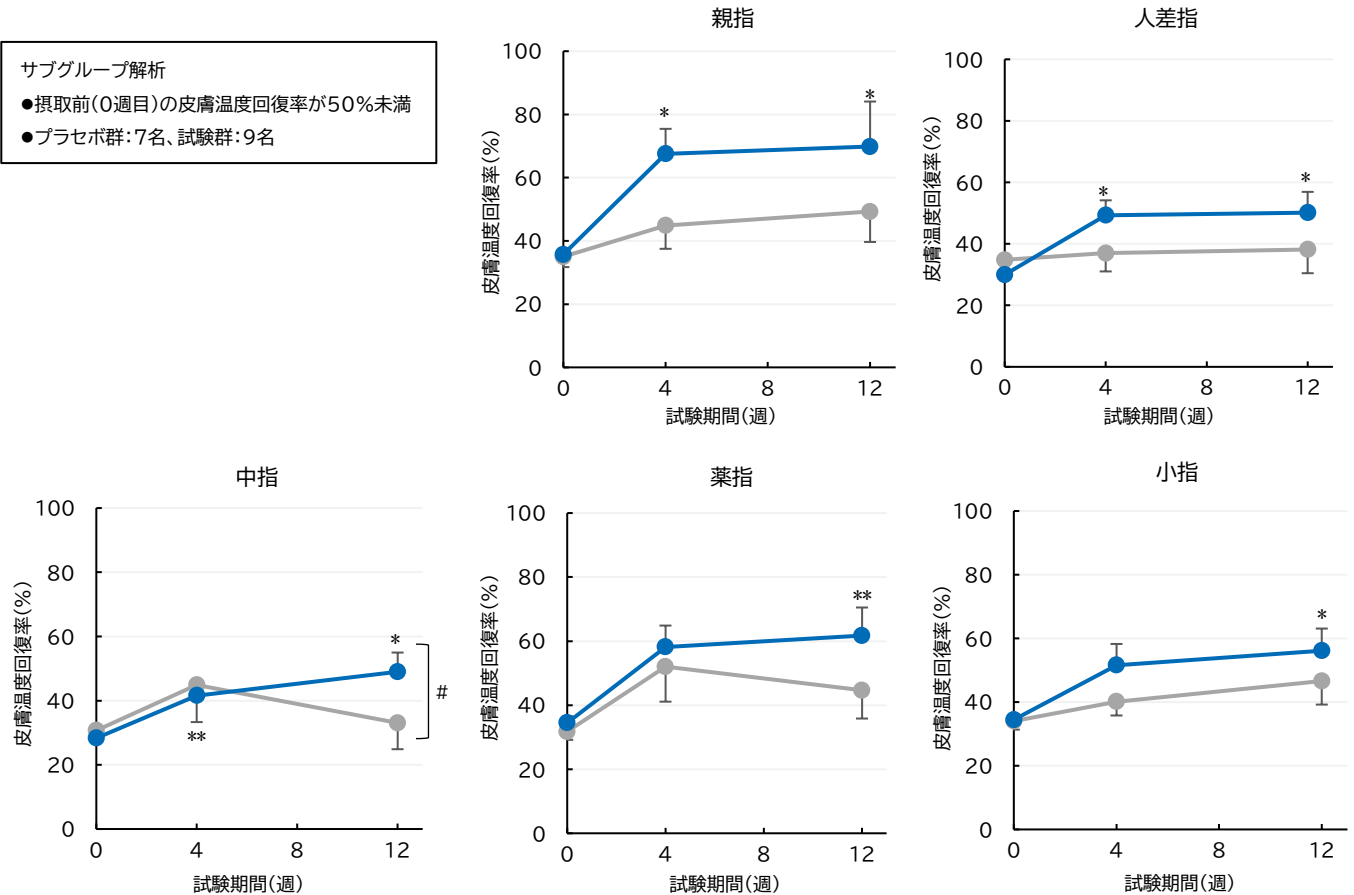 サブグループ解析
●摂取前(0週目)の皮膚温度回復率が50%未満
●プラセボ群：7名、試験群：9名
親指
皮膚温度回復率(%)
100
80
60
40
20
0
*
*
0 4 8 12
試験期間(週)
人差指
皮膚温度回復率(%)
100
80
60
40
20
0
*
*
0 4 8 12
試験期間(週)
中指
皮膚温度回復率(%)
100
80
60
40
20
0
**
*
#
0 4 8 12
試験期間(週)
薬指
皮膚温度回復率(%)
100
80
60
40
20
0
**
0 4 8 12
試験期間(週)
小指
皮膚温度回復率(%)
100
80
60
40
20
0
*
0 4 8 12
試験期間(週)